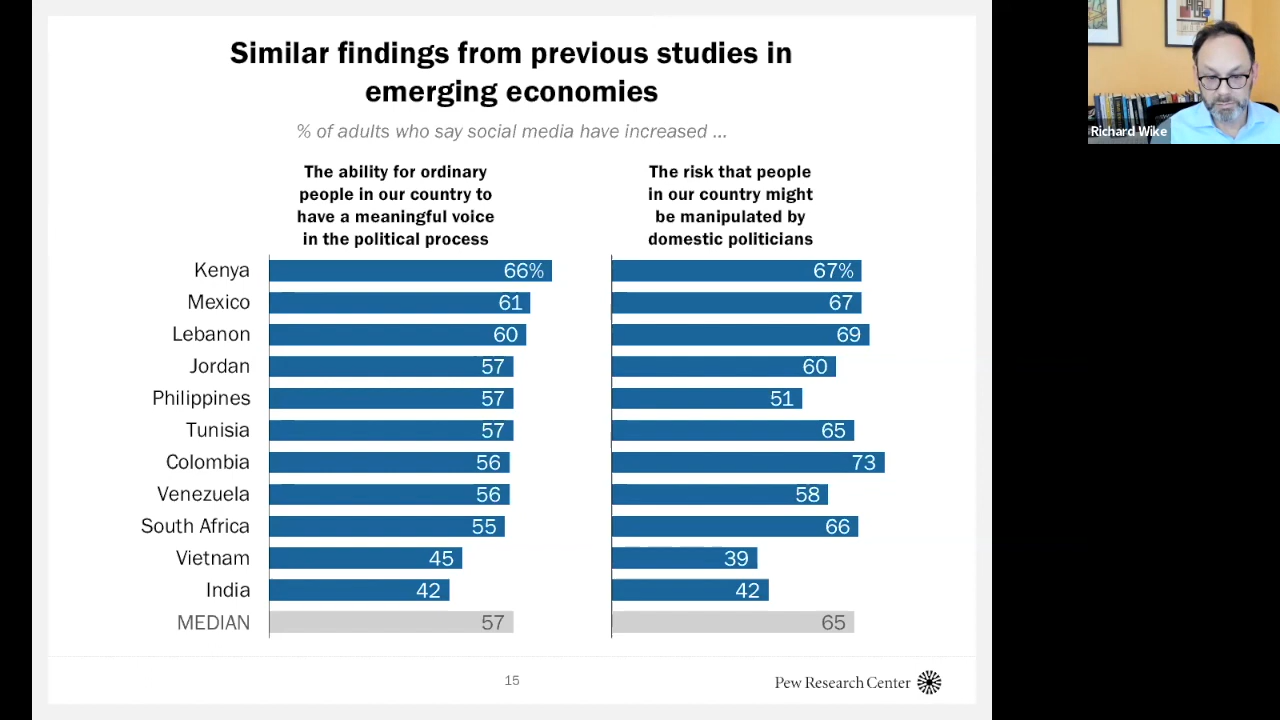 Similar findings from previous studies in
emerging economies
% of adults who say social media have increased ...
The ability for ordinary
people in our country to
have a meaningful voice
in the political process
The risk that people
in our country might
be manipulated by
domestic politicians
Kenya 66% 67%
Mexico 61 67
Lebanon 60 69
Jordan 57 60
Philippines 57 51
Tunisia 57 65
Colombia 56 73
Venezuela 56 58
South Africa 55 66
Vietnam 45 39
India 42 42
MEDIAN 57 65
15
Pew Research Center
Richard Wike